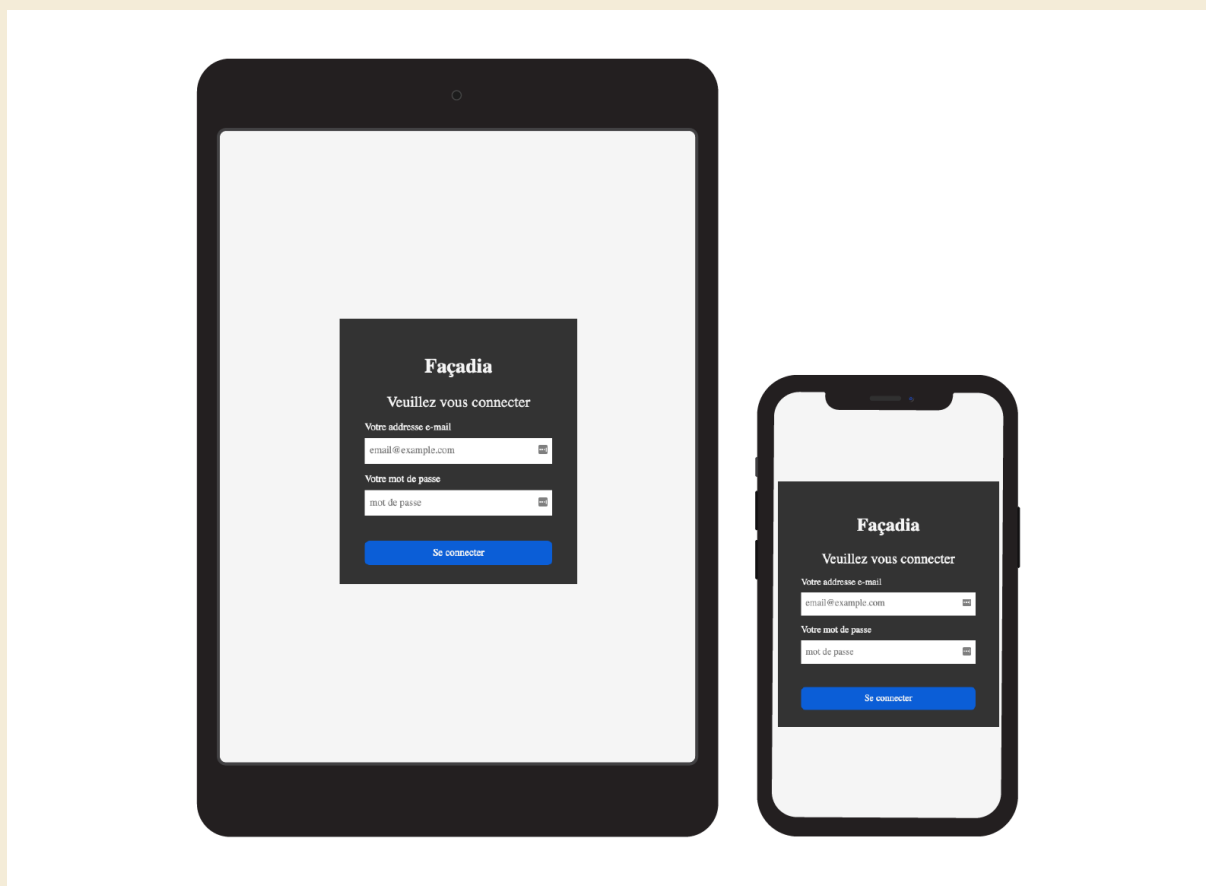 Façadia
Veuillez vous connecter
Votre addresse e-mail
email@example.com
Votre mot de passe
mot de passe
Se connecter
Façadia
Veuillez vous connecter
Votre addresse e-mail
email@example.com
Votre mot de passe
mot de passe
Se connecter